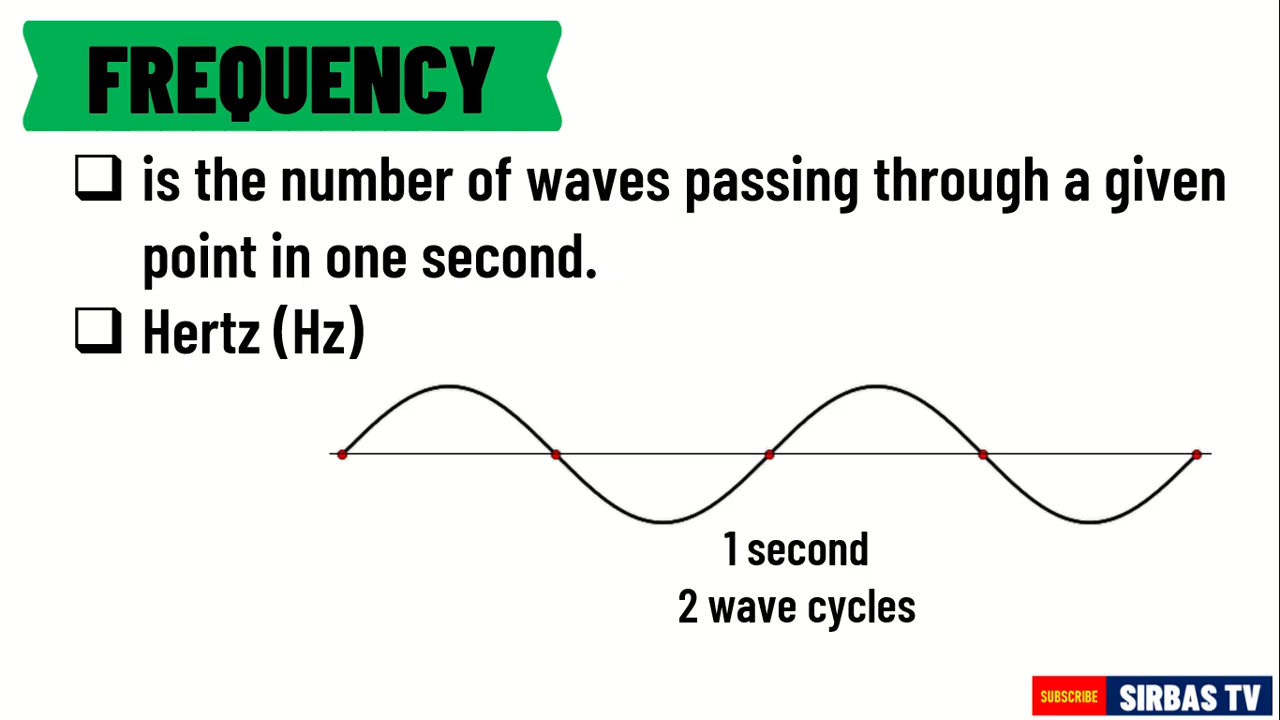 FREQUENCY
is the number of waves passing through a given
point in one second.
Hertz (Hz)
1 second
2 wave cycles
SUBSCRIBE SIRBAS TV